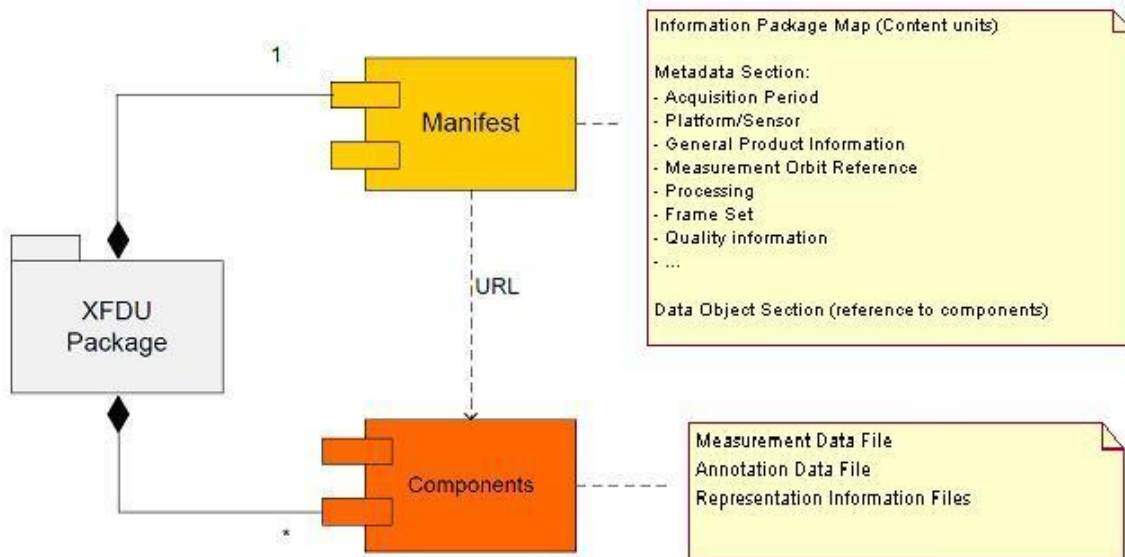 1
Manifest
XFDU
Package
URL
Components
*
Information Package Map (Content units)
Metadata Section:
- Acquisition Period
- Platform/Sensor
- General Product Information
- Measurement Orbit Reference
- Processing
- Frame Set
- Quality information
- ...
Data Object Section (reference to components)
Measurement Data File
Annotation Data File
Representation Information Files